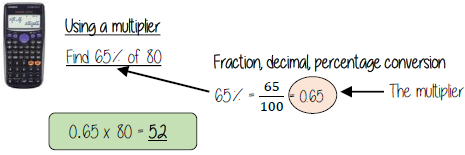 Using a multiplier
Find 65% of 80
Fraction, decimal, percentage conversion
65% = 65/100 = 0.65
The multiplier
0.65 x 80 = 52